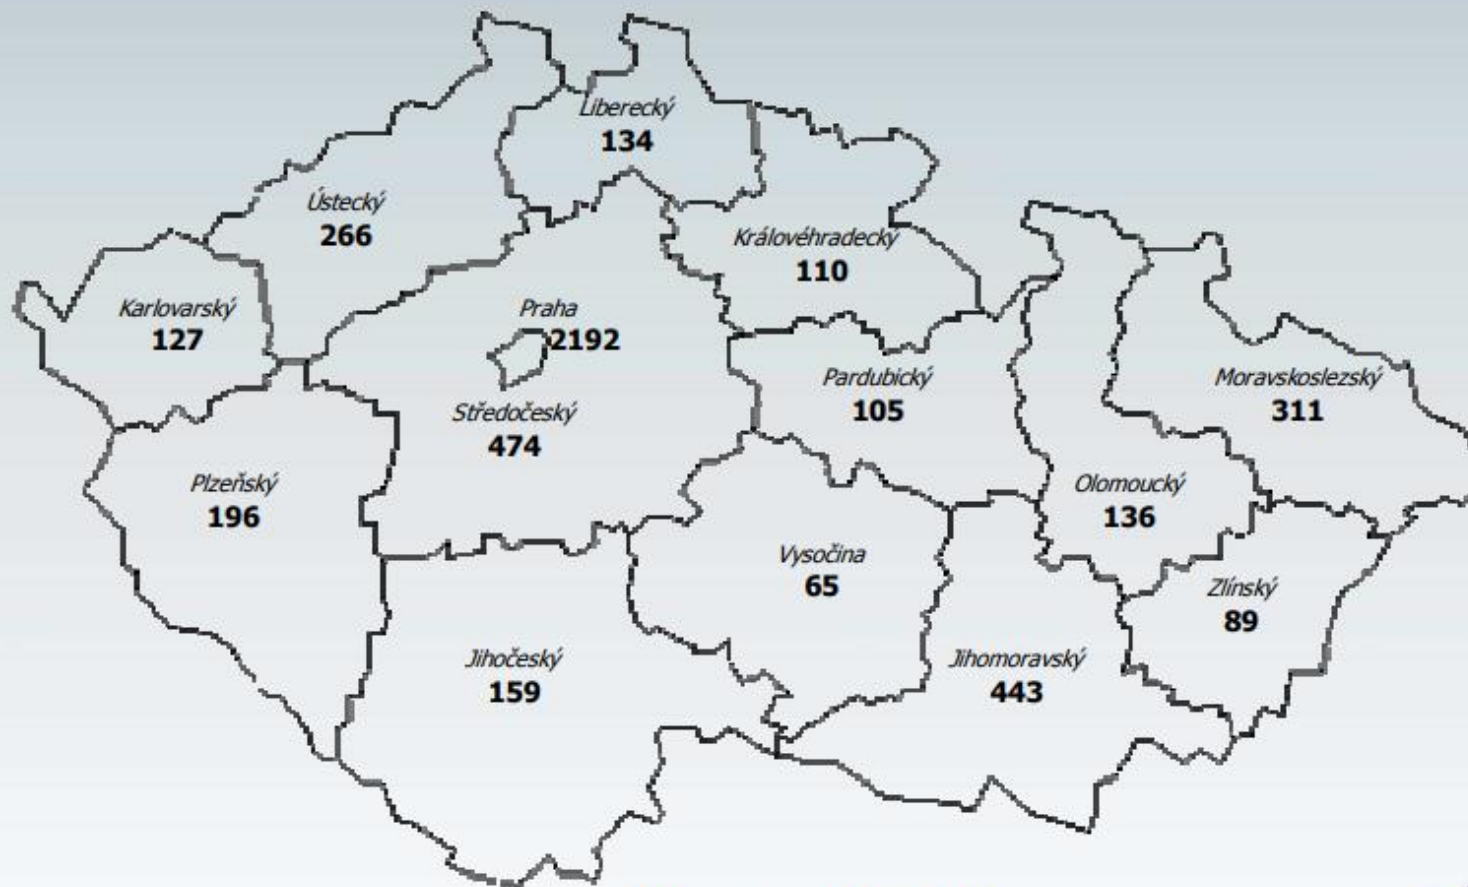 Liberecký
134
Ústecký
266
Královéhradecký
110
Karlovarský
127
Praha
2192
Pardubický
105
Moravskoslezský
311
Středočeský
474
Plzeňský
196
Olomoucký
136
Vysočina
65
Zlínský
89
Jihočeský
159
Jihomoravský
443